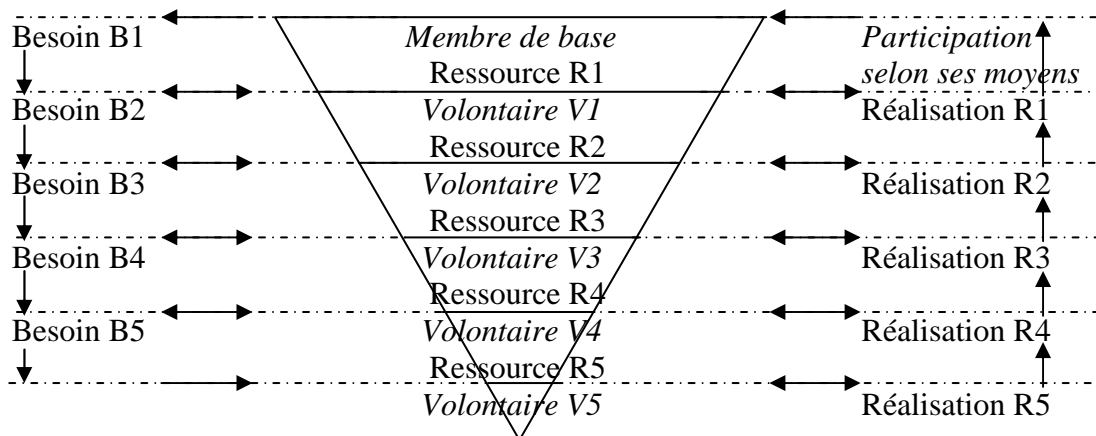 Besoin B1
Membre de base
Participation
Ressource R1
selon ses moyens
Besoin B2
Volontaire V1
Réalisation R1
Ressource R2
Besoin B3
Volontaire V2
Réalisation R2
Ressource R3
Besoin B4
Volontaire V3
Réalisation R3
Ressource R4
Besoin B5
Volontaire V4
Réalisation R4
Ressource R5
Volontaire V5
Réalisation R5